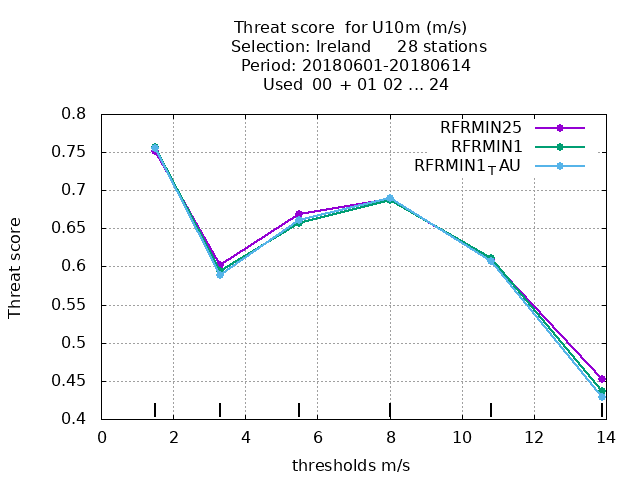 Threat score  for U10m (m/s)
Selection: Ireland     28 stations
Period: 20180601-20180614
Used  00 + 01 02 ... 24
RFRMIN25
RFRMIN1
RFRMIN1_TAU
Threat score
0.8
0.75
0.7
0.65
0.6
0.55
0.5
0.45
0.4
0 2 4 6 8 10 12 14
thresholds m/s